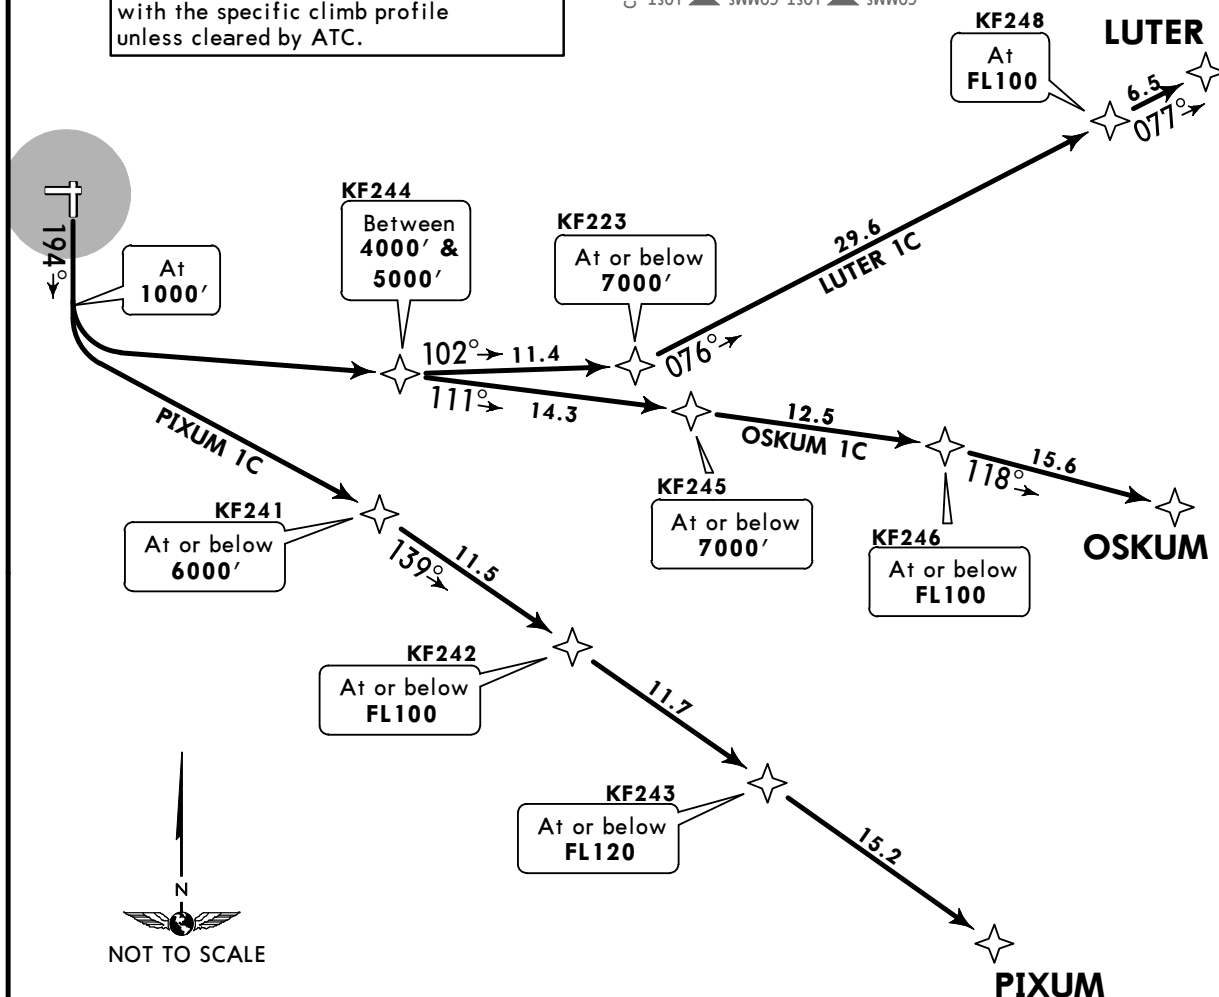 with the specific climb profile
unless cleared by ATC.
LOST COMMS LOST COMMS
KF248
At
FL100
LUTER
6.5
077°
194°
At
1000′
KF244
Between
4000′ &
5000′
KF223
At or below
7000′
29.6
LUTER 1C
102° 11.4
076°
111° 14.3
12.5
OSKUM 1C
15.6
118°
OSKUM
PIXUM 1C
KF241
At or below
6000′
KF245
At or below
7000′
KF246
At or below
FL100
139° 11.5
KF242
At or below
FL100
11.7
KF243
At or below
FL120
15.2
N
NOT TO SCALE
PIXUM